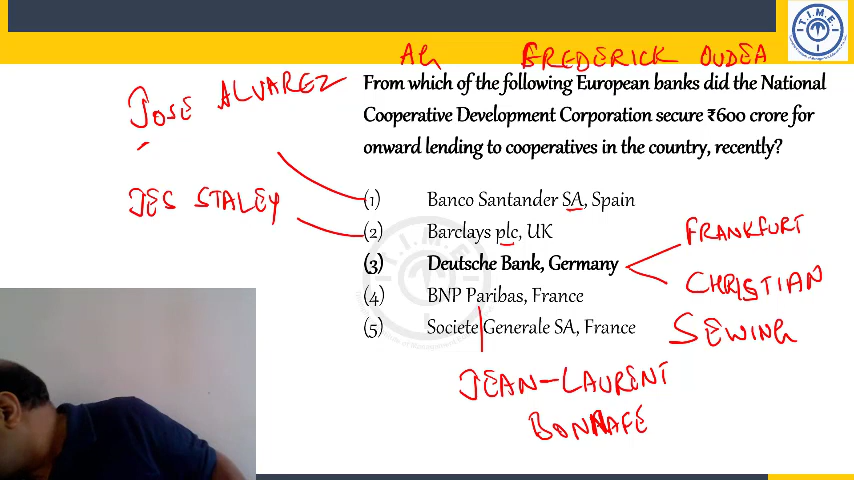 T.I.M.E.
AG FREDERICK OUDEA
From which of the following European banks did the National
Cooperative Development Corporation secure ₹600 crore for
onward lending to cooperatives in the country, recently?
JOSE ALVAREZ
JES STALEY
(1) Banco Santander SA, Spain
(2) Barclays plc, UK
(3) Deutsche Bank, Germany
(4) BNP Paribas, France
(5) Societe Generale SA, France
FRANKFURT
CHRISTIAN
SEWING
JEAN-LAURENT
BONNAFE